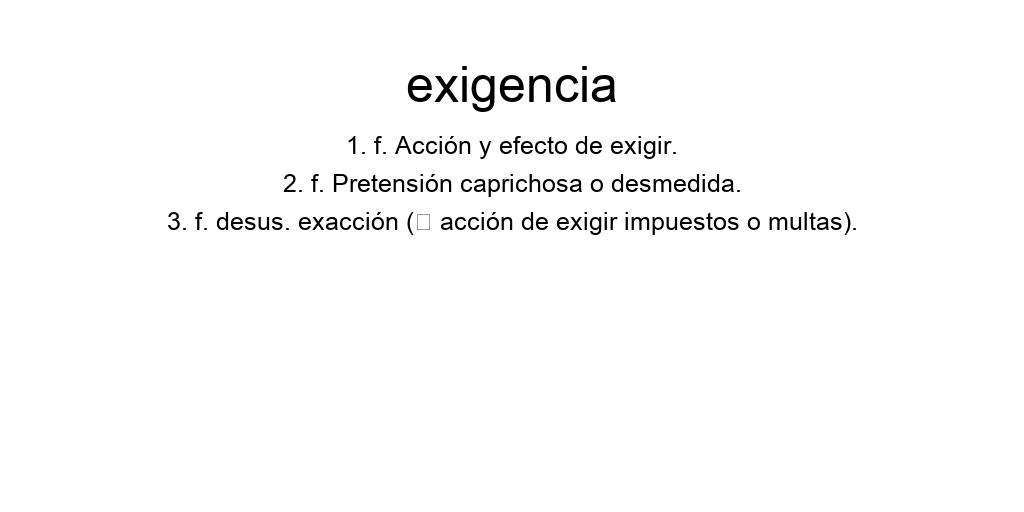 exigencia
1. f. Acción y efecto de exigir.
2. f. Pretensión caprichosa o desmedida.
3. f. desus. exacción (□ acción de exigir impuestos o multas).